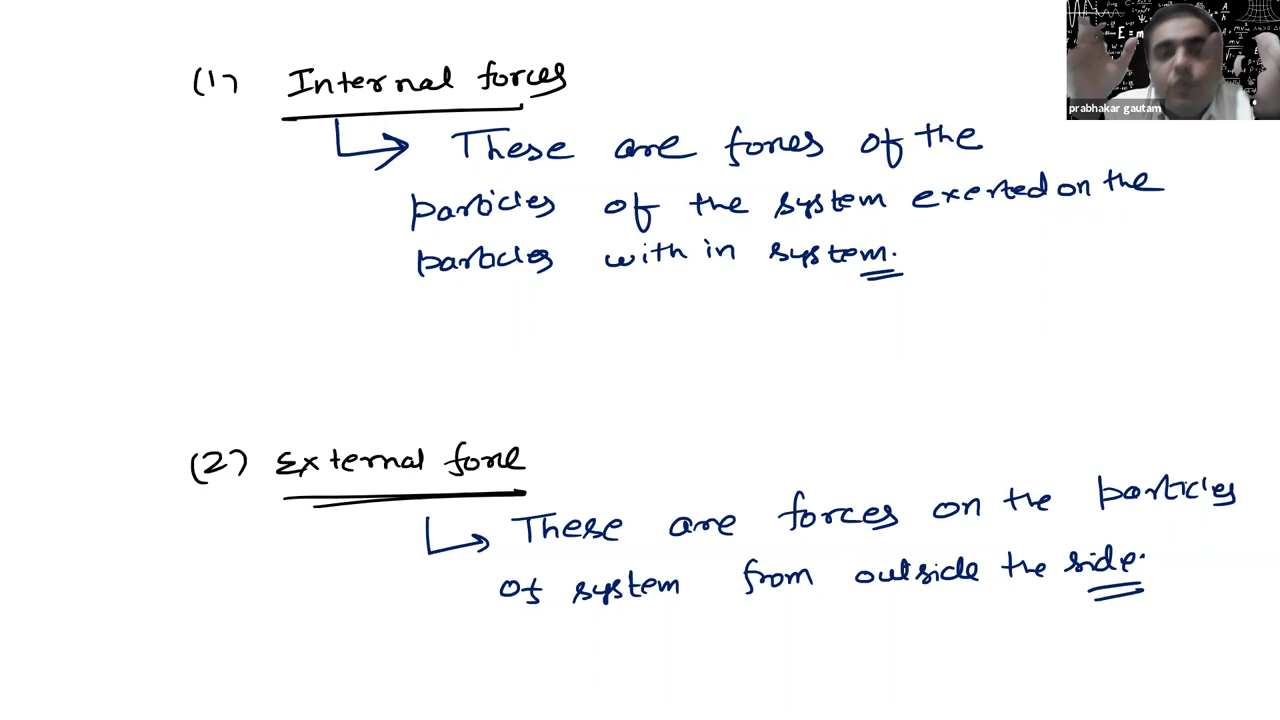 (1) Internal forces
These are forces of the
particles of the system exerted on the
particles with in system.
(2) External force
These are forces on the particles
of system from outside the side.
prabhakar gautam
E = m